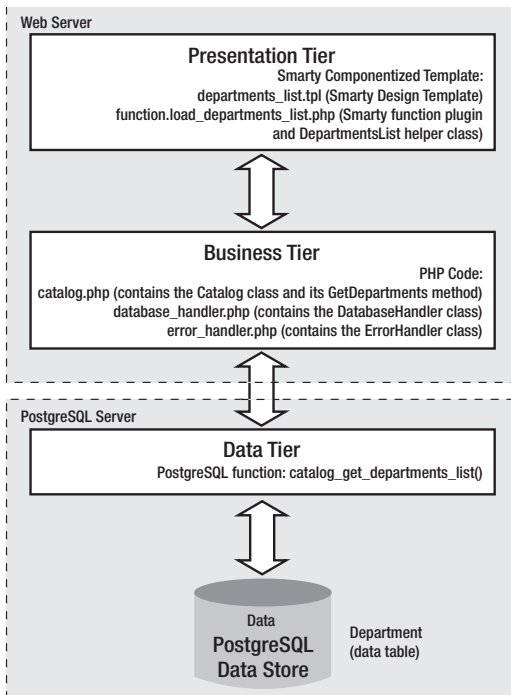 Web Server
Presentation Tier
Smarty Componentized Template:
departments_list.tpl (Smarty Design Template)
function.load_departments_list.php (Smarty function plugin
and DepartmentsList helper class)
Business Tier
PHP Code:
catalog.php (contains the Catalog class and its GetDepartments method)
database_handler.php (contains the DatabaseHandler class)
error_handler.php (contains the ErrorHandler class)
PostgreSQL Server
Data Tier
PostgreSQL function: catalog_get_departments_list()
Data
PostgreSQL
Data Store
Department
(data table)